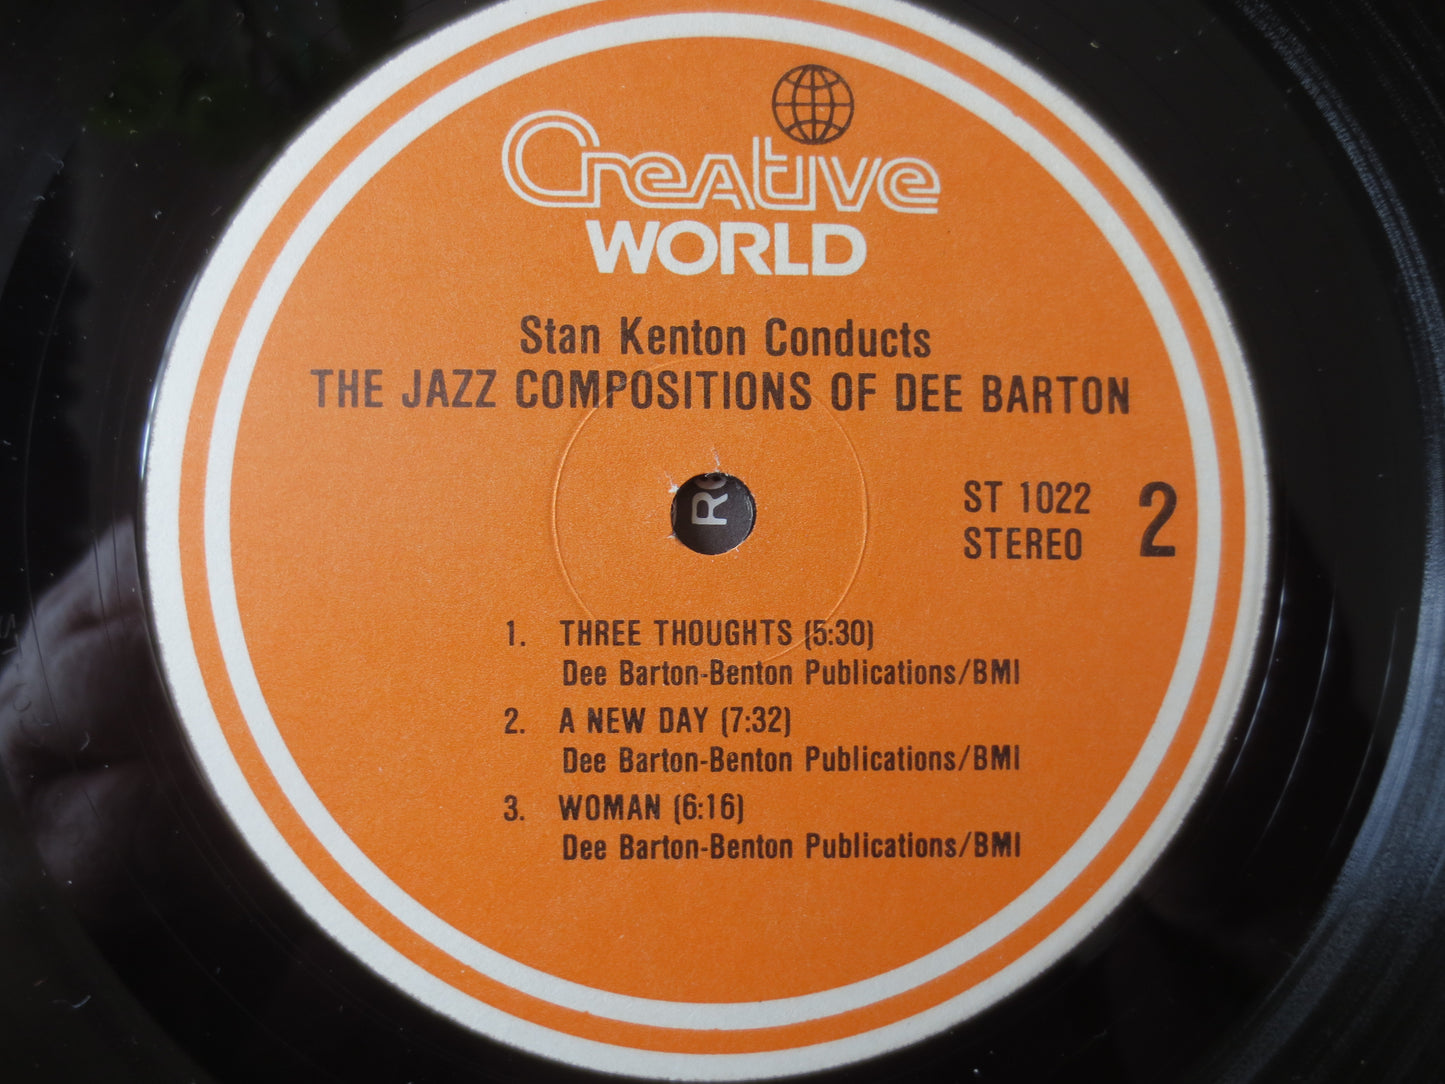 Creative
WORLD
Stan Kenton Conducts
THE JAZZ COMPOSITIONS OF DEE BARTON
ST 1022
STEREO
2
1. THREE THOUGHTS (5:30)
Dee Barton-Benton Publications/BMI
2. A NEW DAY (7:32)
Dee Barton-Benton Publications/BMI
3. WOMAN (6:16)
Dee Barton-Benton Publications/BMI